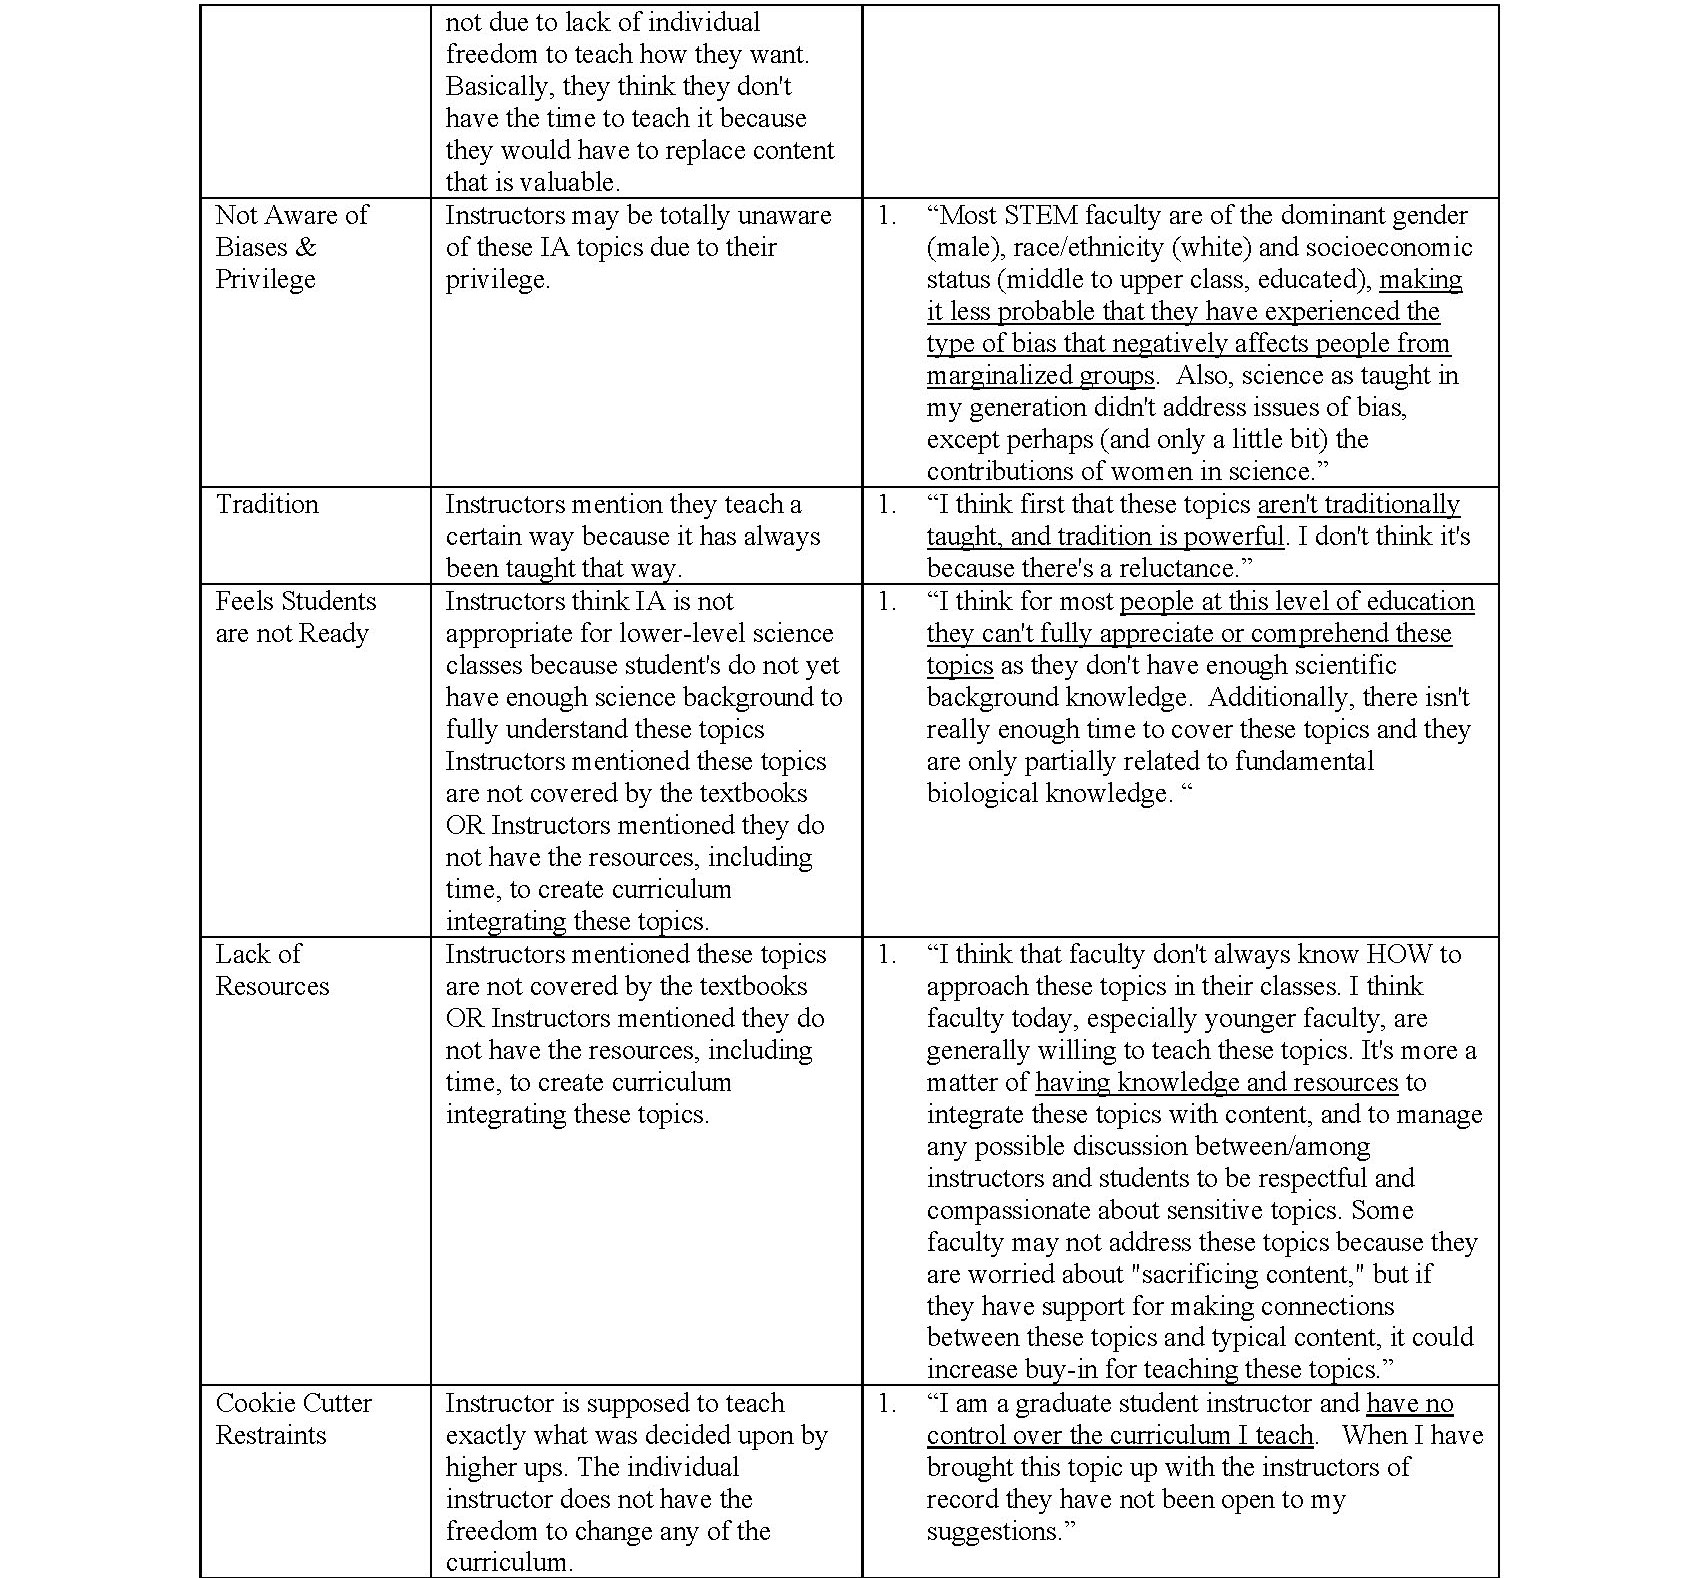 not due to lack of individual
freedom to teach how they want.
Basically, they think they don't
have the time to teach it because
they would have to replace content
that is valuable.
Not Aware of
Biases &
Privilege
Instructors may be totally unaware
of these IA topics due to their
privilege.
1. “Most STEM faculty are of the dominant gender
(male), race/ethnicity (white) and socioeconomic
status (middle to upper class, educated), making
it less probable that they have experienced the
type of bias that negatively affects people from
marginalized groups. Also, science as taught in
my generation didn't address issues of bias,
except perhaps (and only a little bit) the
contributions of women in science.”
Tradition
Instructors mention they teach a
certain way because it has always
been taught that way.
1. “I think first that these topics aren't traditionally
taught, and tradition is powerful. I don't think it's
because there's a reluctance.”
Feels Students
are not Ready
Instructors think IA is not
appropriate for lower-level science
classes because student's do not yet
have enough science background to
fully understand these topics
Instructors mentioned these topics
are not covered by the textbooks
OR Instructors mentioned they do
not have the resources, including
time, to create curriculum
integrating these topics.
1. “I think for most people at this level of education
they can't fully appreciate or comprehend these
topics as they don't have enough scientific
background knowledge. Additionally, there isn't
really enough time to cover these topics and they
are only partially related to fundamental
biological knowledge. “
Lack of
Resources
Instructors mentioned these topics
are not covered by the textbooks
OR Instructors mentioned they do
not have the resources, including
time, to create curriculum
integrating these topics.
1. “I think that faculty don't always know HOW to
approach these topics in their classes. I think
faculty today, especially younger faculty, are
generally willing to teach these topics. It's more a
matter of having knowledge and resources to
integrate these topics with content, and to manage
any possible discussion between/among
instructors and students to be respectful and
compassionate about sensitive topics. Some
faculty may not address these topics because they
are worried about "sacrificing content," but if
they have support for making connections
between these topics and typical content, it could
increase buy-in for teaching these topics.”
Cookie Cutter
Restraints
Instructor is supposed to teach
exactly what was decided upon by
higher ups. The individual
instructor does not have the
freedom to change any of the
curriculum.
1. “I am a graduate student instructor and have no
control over the curriculum I teach. When I have
brought this topic up with the instructors of
record they have not been open to my
suggestions.”